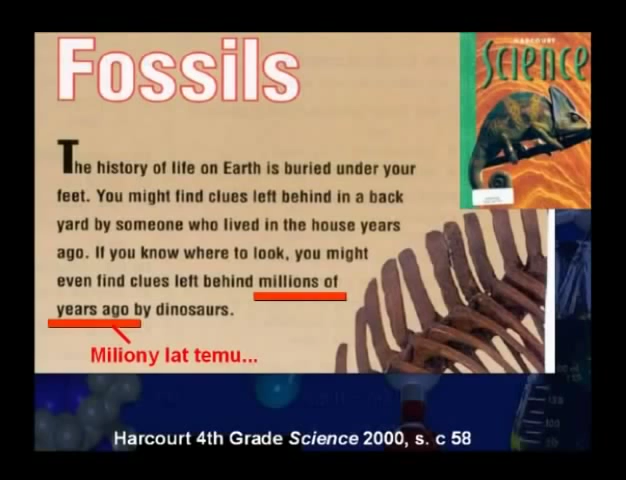 Fossils
HARCOURT
Science
The history of life on Earth is buried under your
feet. You might find clues left behind in a back
yard by someone who lived in the house years
ago. If you know where to look, you might
even find clues left behind millions of
years ago by dinosaurs.
Miliony lat temu...
Harcourt 4th Grade Science 2000, s. c 58